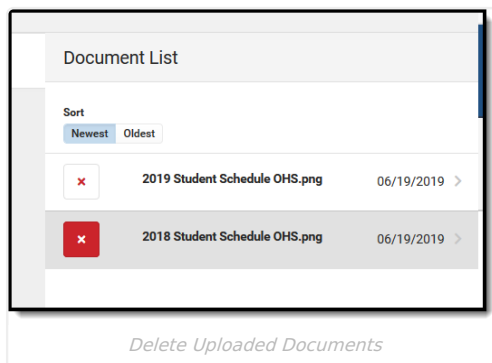 Document List
Sort
Newest Oldest
2019 Student Schedule OHS.png 06/19/2019
2018 Student Schedule OHS.png 06/19/2019
Delete Uploaded Documents